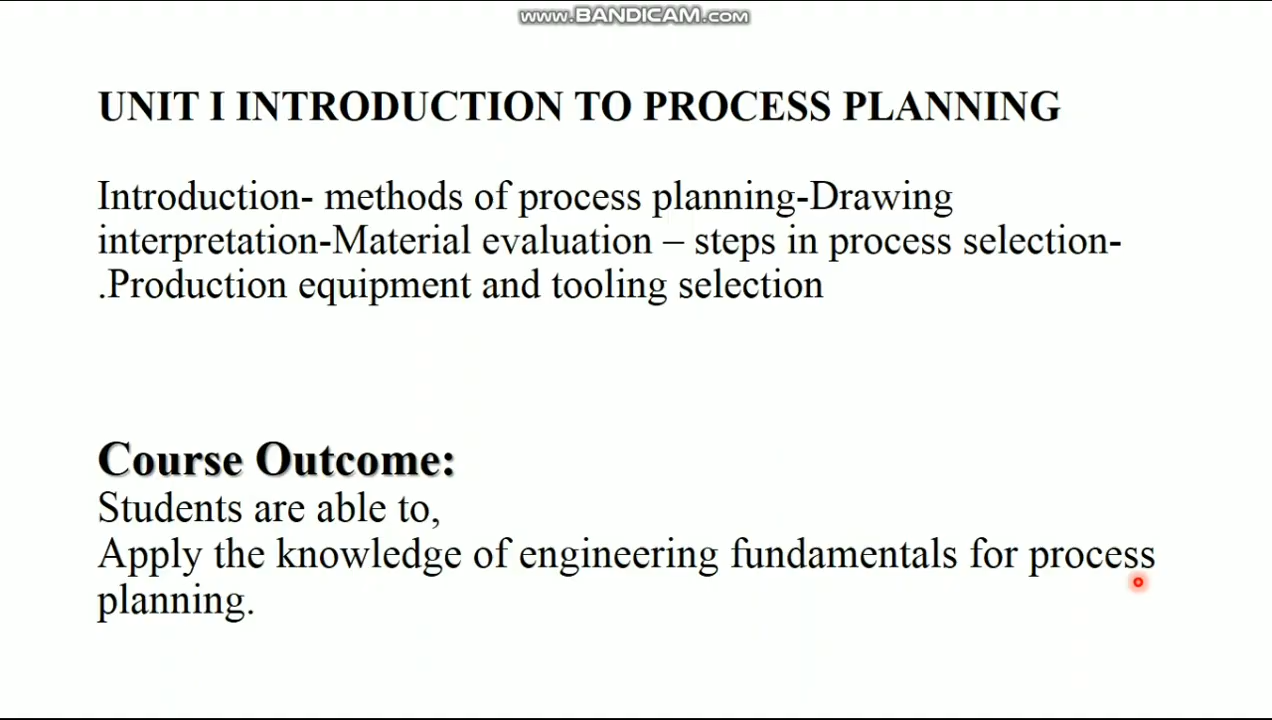 www.BANDICAM.com
UNIT I INTRODUCTION TO PROCESS PLANNING
Introduction- methods of process planning-Drawing
interpretation-Material evaluation – steps in process selection-
.Production equipment and tooling selection
Course Outcome:
Students are able to,
Apply the knowledge of engineering fundamentals for process
planning.